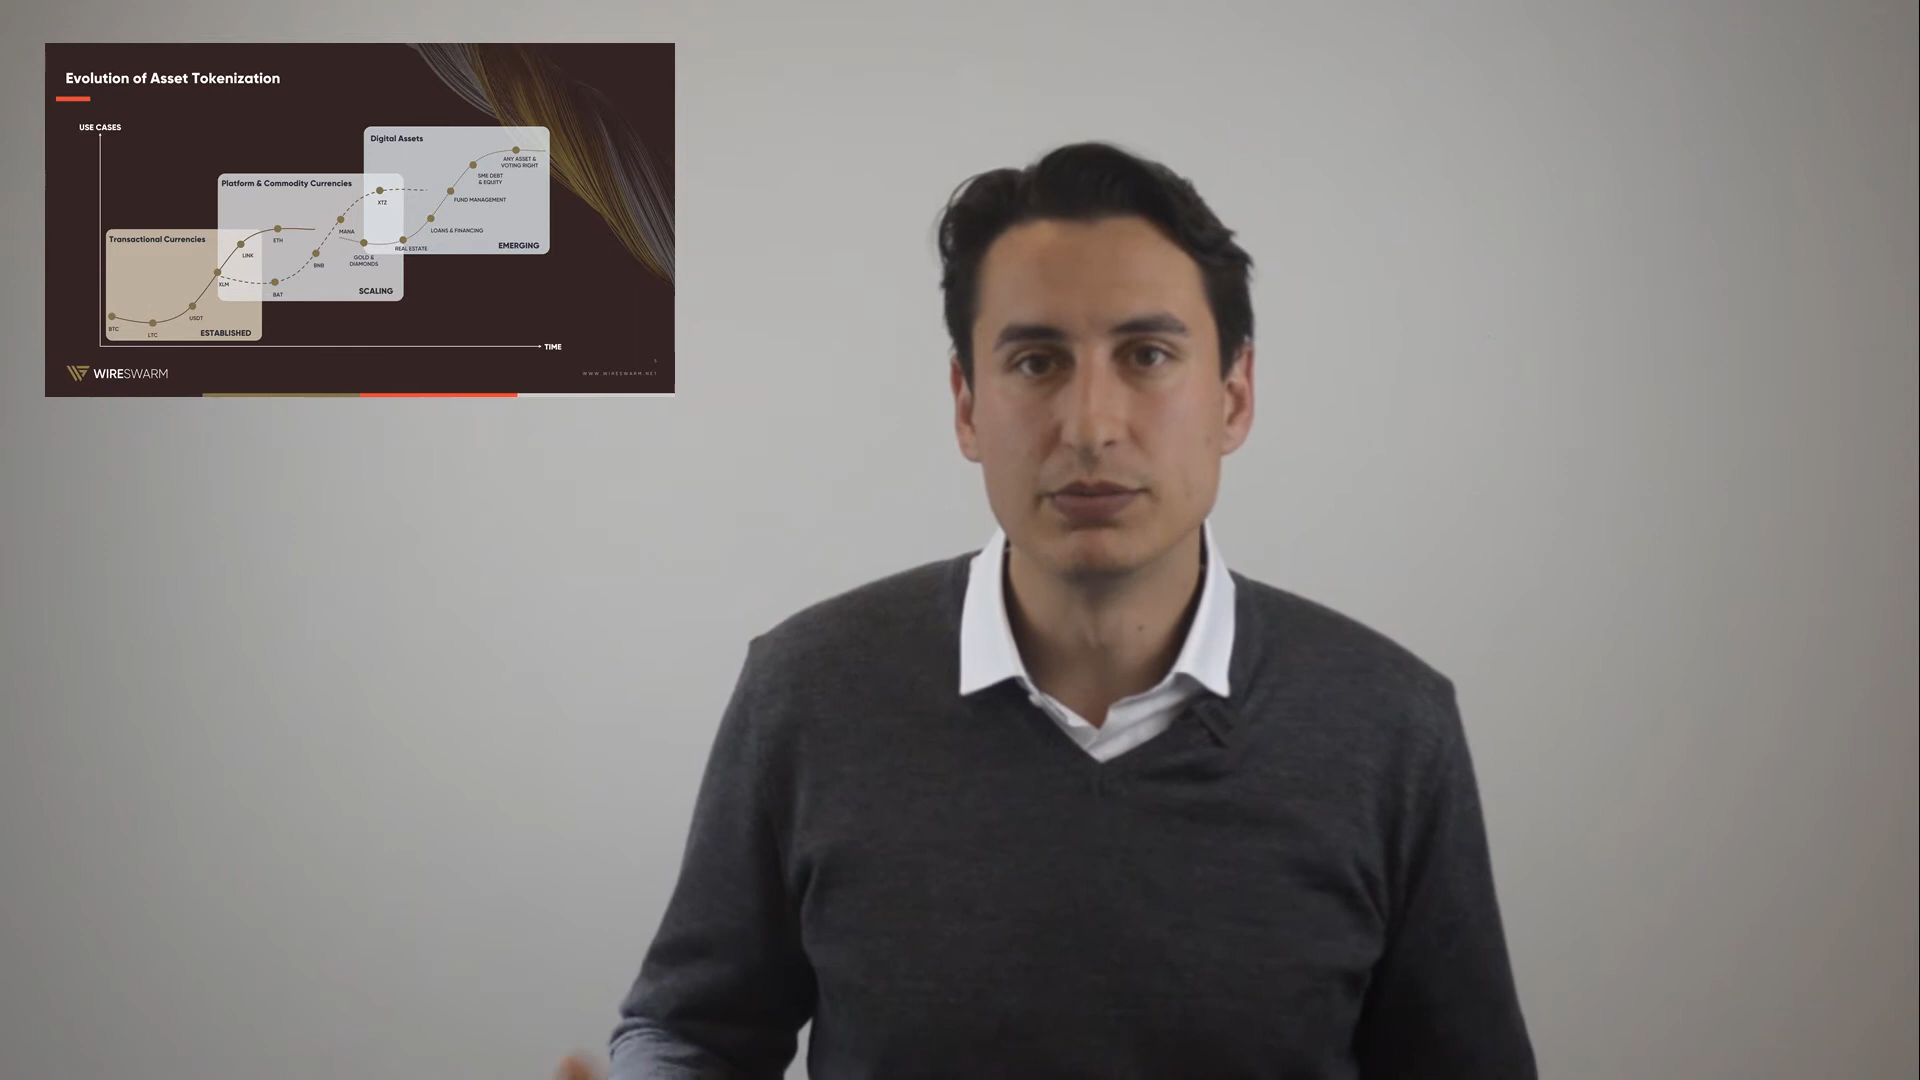 Evolution of Asset Tokenization
USE CASES
Digital Assets
ANY ASSET &
VOTING RIGHT
SME DEBT
& EQUITY
FUND MANAGEMENT
LOANS & FINANCING
REAL ESTATE
EMERGING
Platform & Commodity Currencies
XTZ
MANA
GOLD &
DIAMONDS
ETH
LINK
BNB
BAT
SCALING
Transactional Currencies
XLM
USDT
BTC
LTC
ESTABLISHED
TIME
5
WIRESWARM
WWW.WIRESWARM.NET